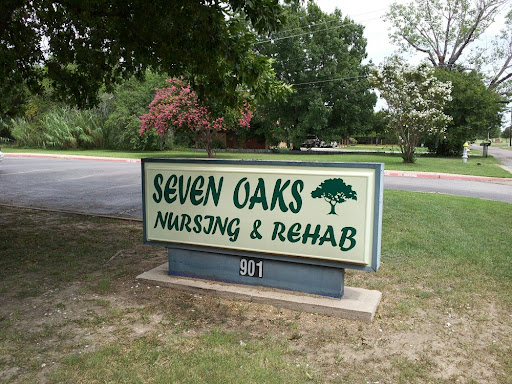 SEVEN OAKS
NURSING & REHAB
901